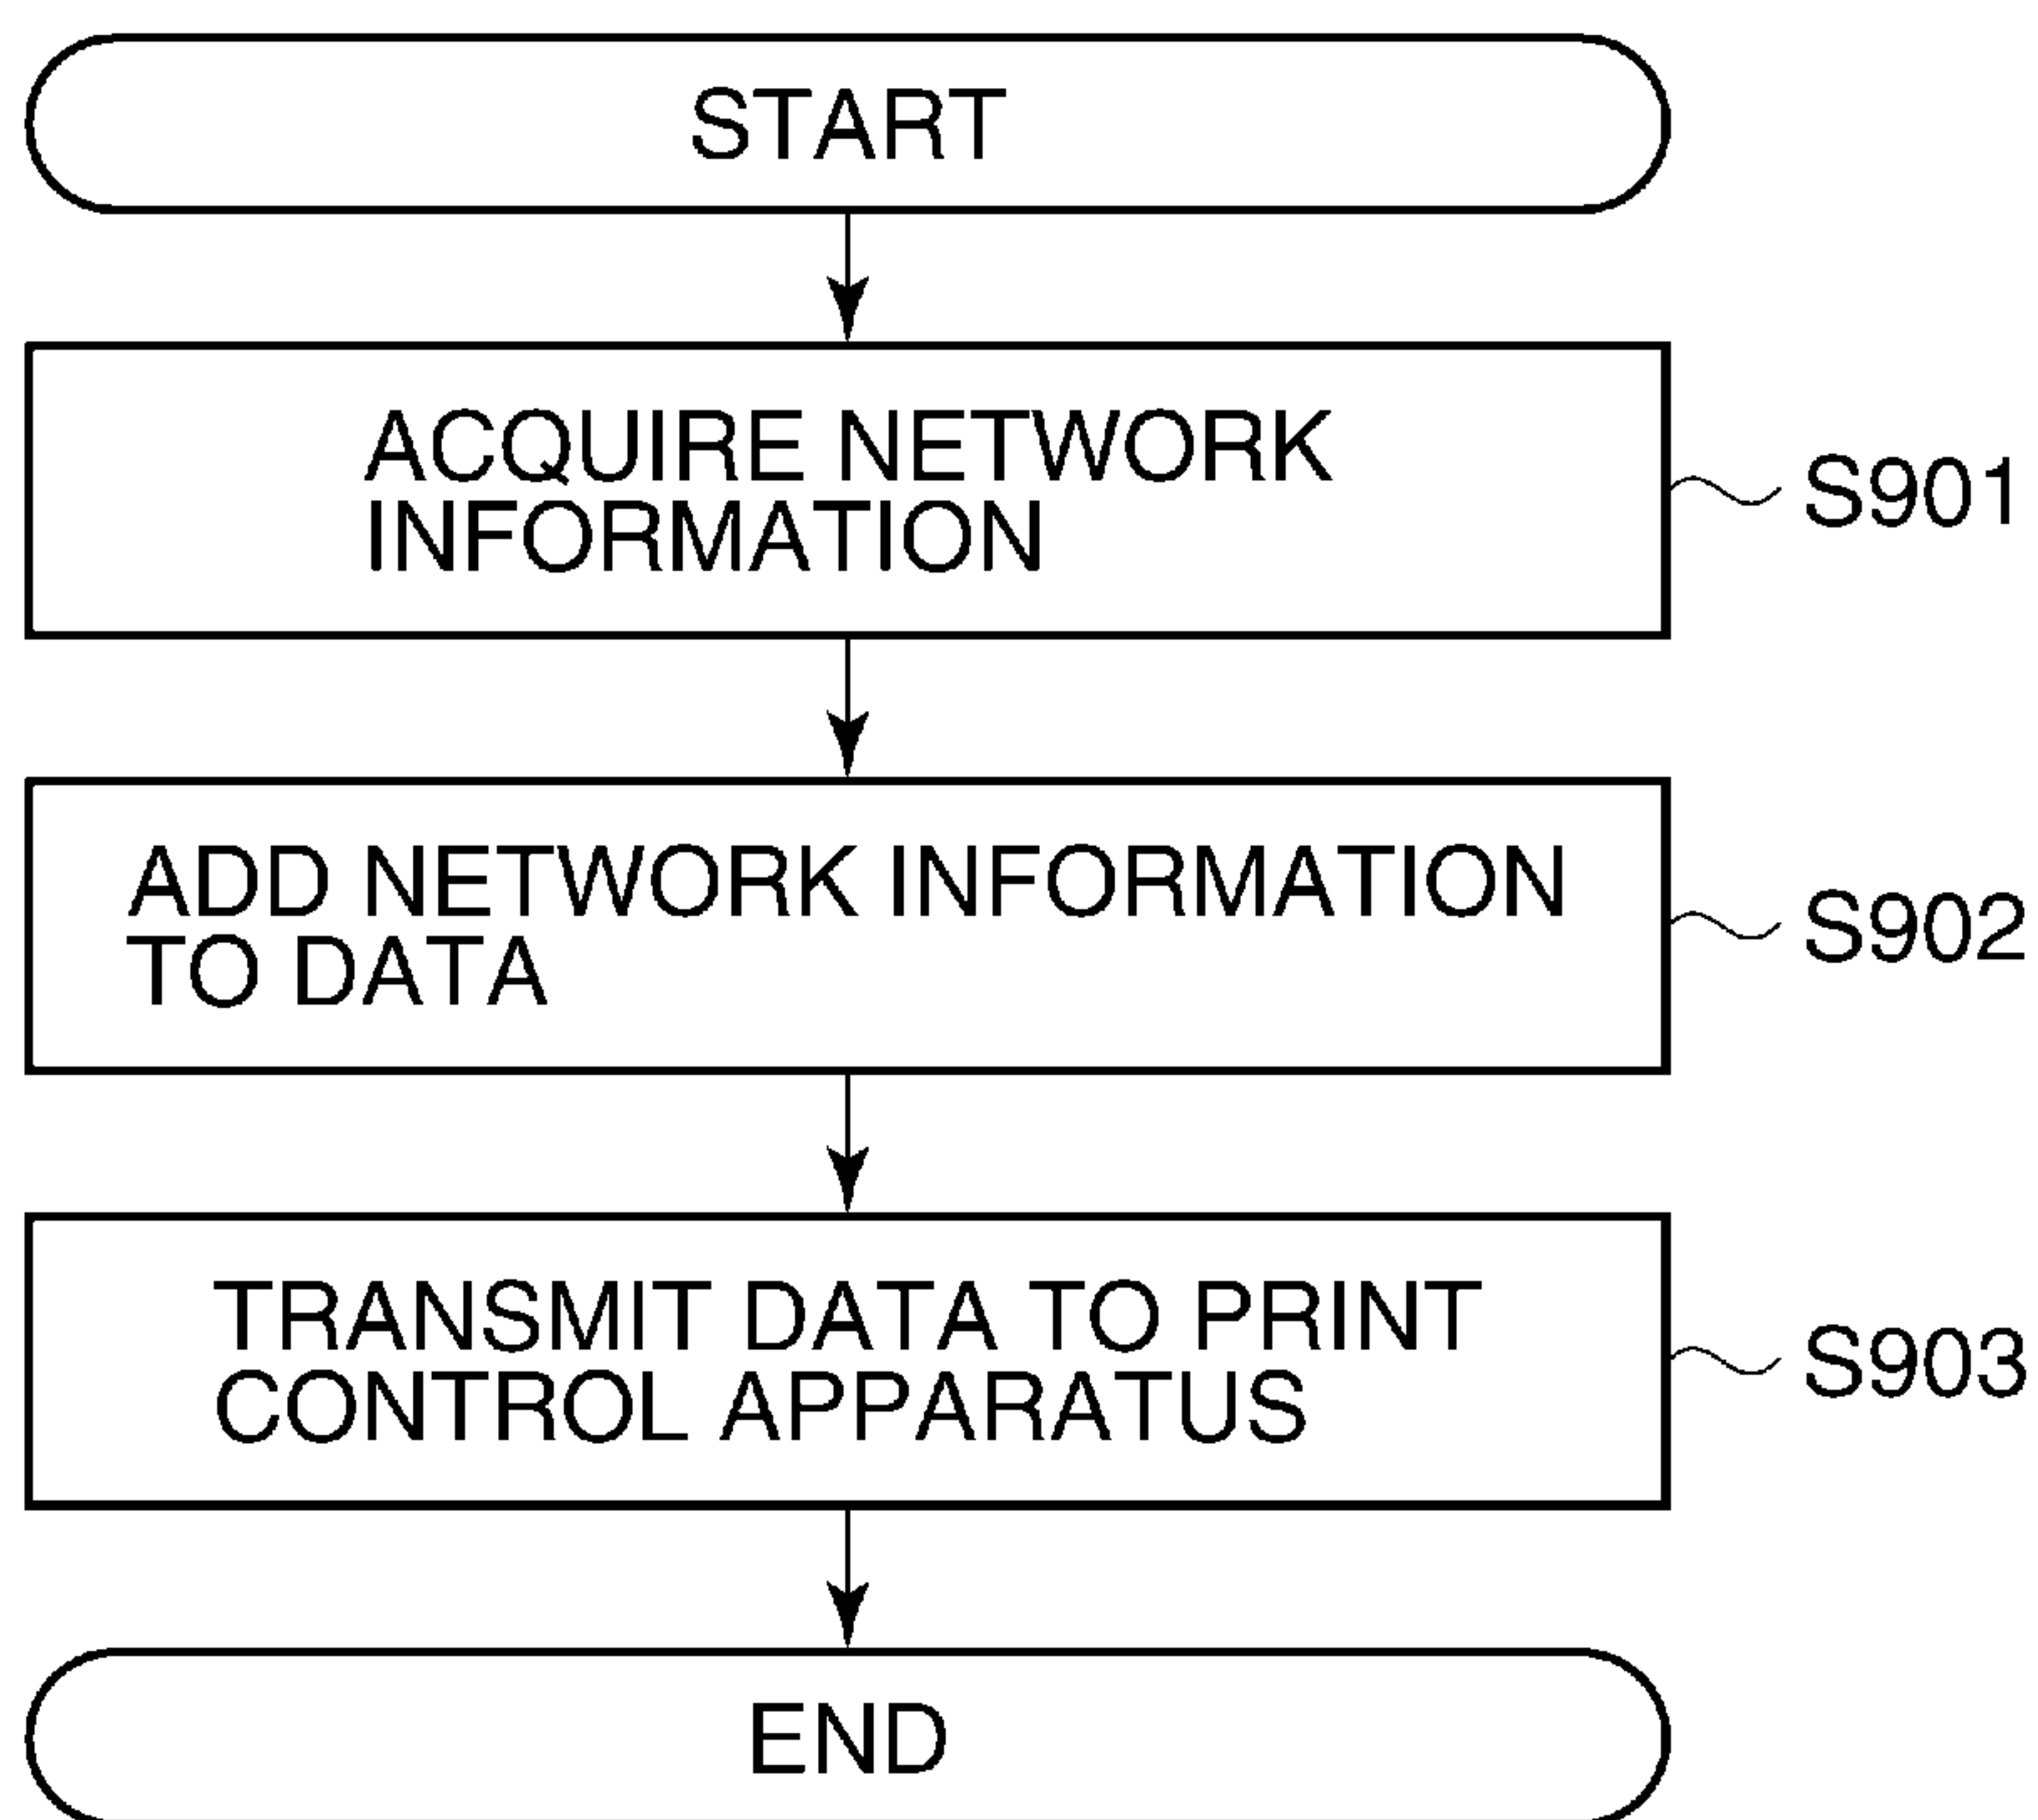 START
ACQUIRE NETWORK
INFORMATION
S901
ADD NETWORK INFORMATION
TO DATA
S902
TRANSMIT DATA TO PRINT
CONTROL APPARATUS
S903
END